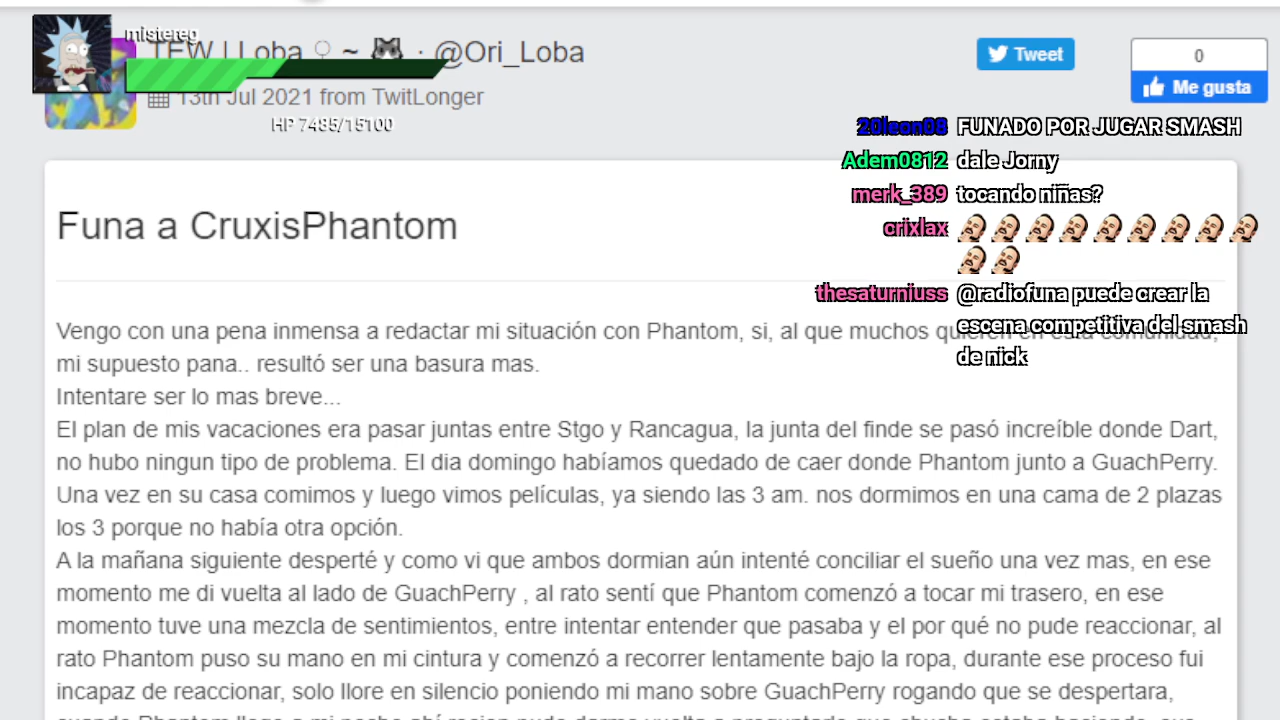 mistereg
TEW | Loba ♀ ~ 🐺 · @Ori_Loba
Tweet
0
Me gusta
13th Jul 2021 from TwitLonger
HP 7485/15100
20leon08 FUNADO POR JUGAR SMASH
Adem0812 dale Jorny
merk_389 tocando niñas?
crixlax
thesaturniuss @radiofuna puede crear la
escena competitiva del smash
de nick
Funa a CruxisPhantom
Vengo con una pena inmensa a redactar mi situación con Phantom, si, al que muchos quieren en esta comunidad,
mi supuesto pana.. resultó ser una basura mas.
Intentare ser lo mas breve...
El plan de mis vacaciones era pasar juntas entre Stgo y Rancagua, la junta del finde se pasó increíble donde Dart,
no hubo ningun tipo de problema. El dia domingo habíamos quedado de caer donde Phantom junto a GuachPerry.
Una vez en su casa comimos y luego vimos películas, ya siendo las 3 am. nos dormimos en una cama de 2 plazas
los 3 porque no había otra opción.
A la mañana siguiente desperté y como vi que ambos dormian aún intenté conciliar el sueño una vez mas, en ese
momento me di vuelta al lado de GuachPerry , al rato sentí que Phantom comenzó a tocar mi trasero, en ese
momento tuve una mezcla de sentimientos, entre intentar entender que pasaba y el por qué no pude reaccionar, al
rato Phantom puso su mano en mi cintura y comenzó a recorrer lentamente bajo la ropa, durante ese proceso fui
incapaz de reaccionar, solo llore en silencio poniendo mi mano sobre GuachPerry rogando que se despertara,